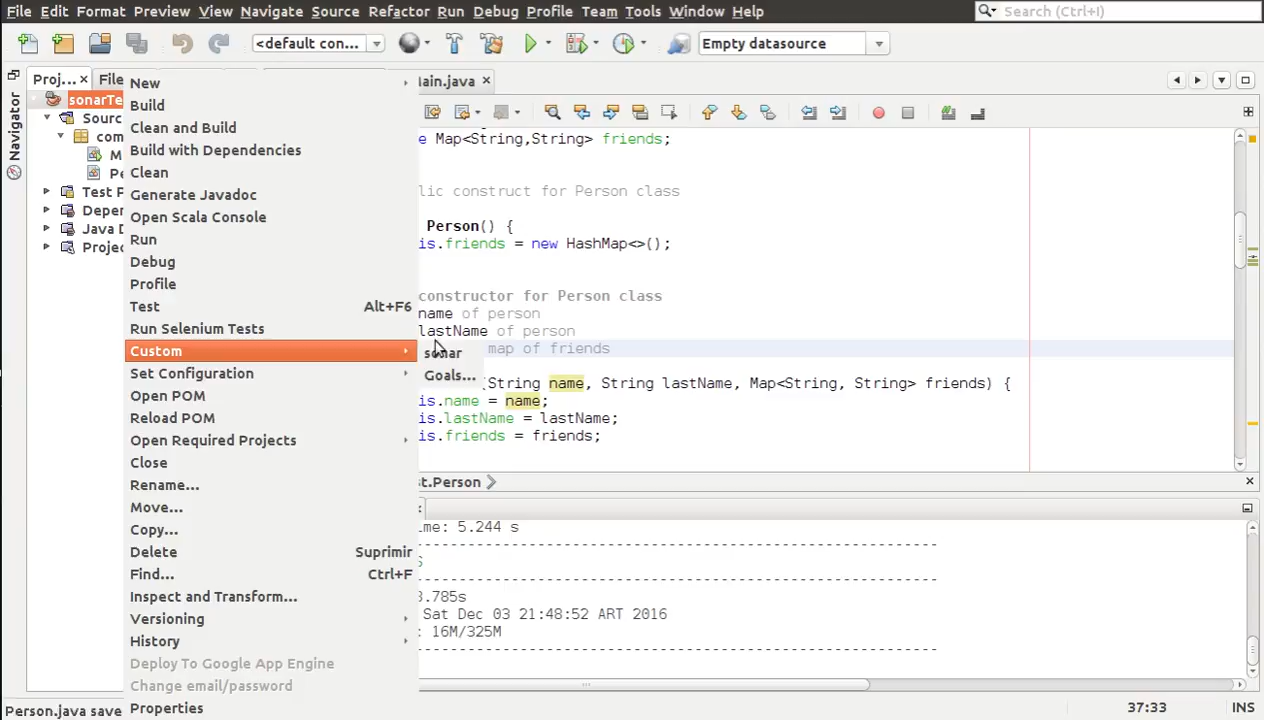 File Edit Format Preview View Navigate Source Refactor Run Debug Profile Team Tools Window Help
Search (Ctrl+I)
<default con...
Empty datasource
Proj...
File
Main.java
Navigator
sonarTe
Sourc
com
M
Pe
Test P
Depen
Java D
Projec
New
Build
Clean and Build
Build with Dependencies
Clean
Generate Javadoc
Open Scala Console
Run
Debug
Profile
Test Alt+F6
Run Selenium Tests
Custom
Set Configuration
Open POM
Reload POM
Open Required Projects
Close
Rename...
Move...
Copy...
Delete Suprimir
Find... Ctrl+F
Inspect and Transform...
Versioning
History
Deploy To Google App Engine
Change email/password
Properties
sonar
Goals...
e Map<String,String> friends;
lic construct for Person class
Person() {
is.friends = new HashMap<>();
constructor for Person class
name of person
lastName of person
map of friends
(String name, String lastName, Map<String, String> friends) {
is.name = name;
is.lastName = lastName;
is.friends = friends;
t.Person
ime: 5.244 s
------------------------------------------------------------------------
S
------------------------------------------------------------------------
8.785s
Sat Dec 03 21:48:52 ART 2016
: 16M/325M
------------------------------------------------------------------------
Person.java save
37:33
INS